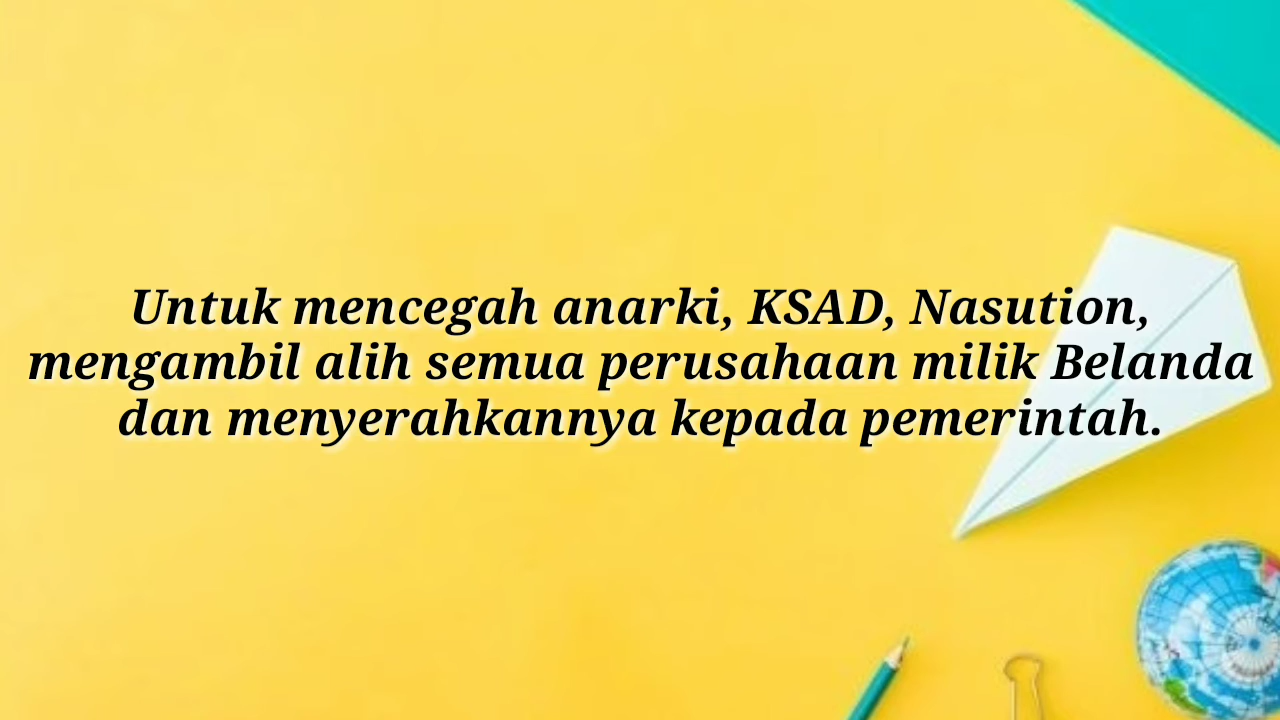 Untuk mencegah anarki, KSAD, Nasution,
mengambil alih semua perusahaan milik Belanda
dan menyerahkannya kepada pemerintah.